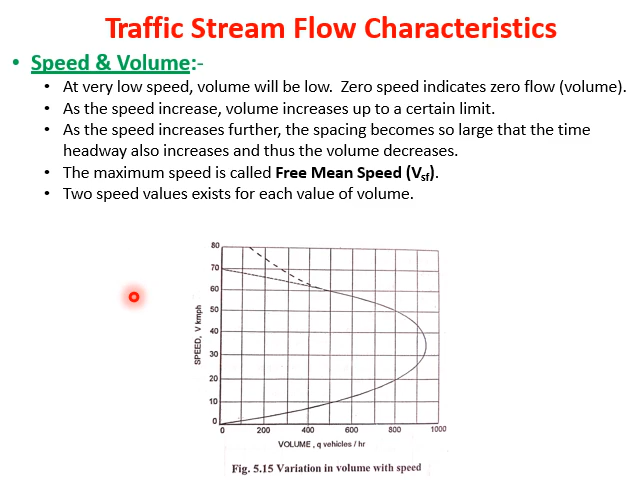 Traffic Stream Flow Characteristics
• Speed & Volume:-
• At very low speed, volume will be low. Zero speed indicates zero flow (volume).
• As the speed increase, volume increases up to a certain limit.
• As the speed increases further, the spacing becomes so large that the time
headway also increases and thus the volume decreases.
• The maximum speed is called Free Mean Speed (Vsf).
• Two speed values exists for each value of volume.
80
70
60
50
40
30
20
10
0
SPEED, V kmph
0 200 400 600 800 1000
VOLUME , q vehicles / hr
Fig. 5.15 Variation in volume with speed